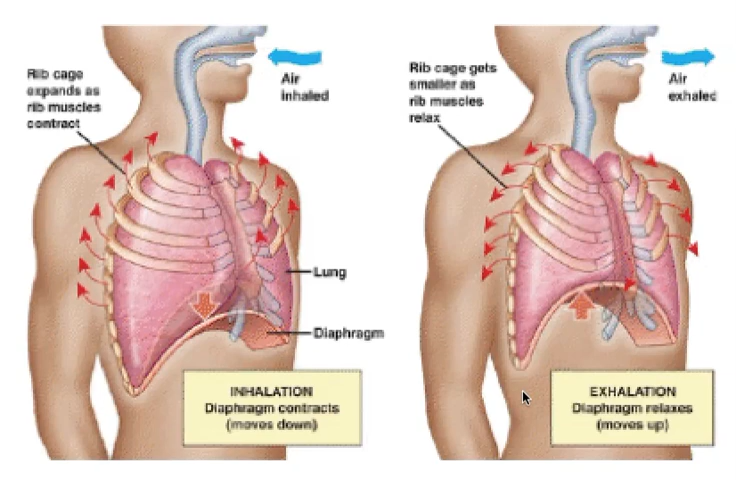 Rib cage
expands as
rib muscles
contract
Air
inhaled
Lung
Diaphragm
INHALATION
Diaphragm contracts
(moves down)
Rib cage gets
smaller as
rib muscles
relax
Air
exhaled
EXHALATION
Diaphragm relaxes
(moves up)